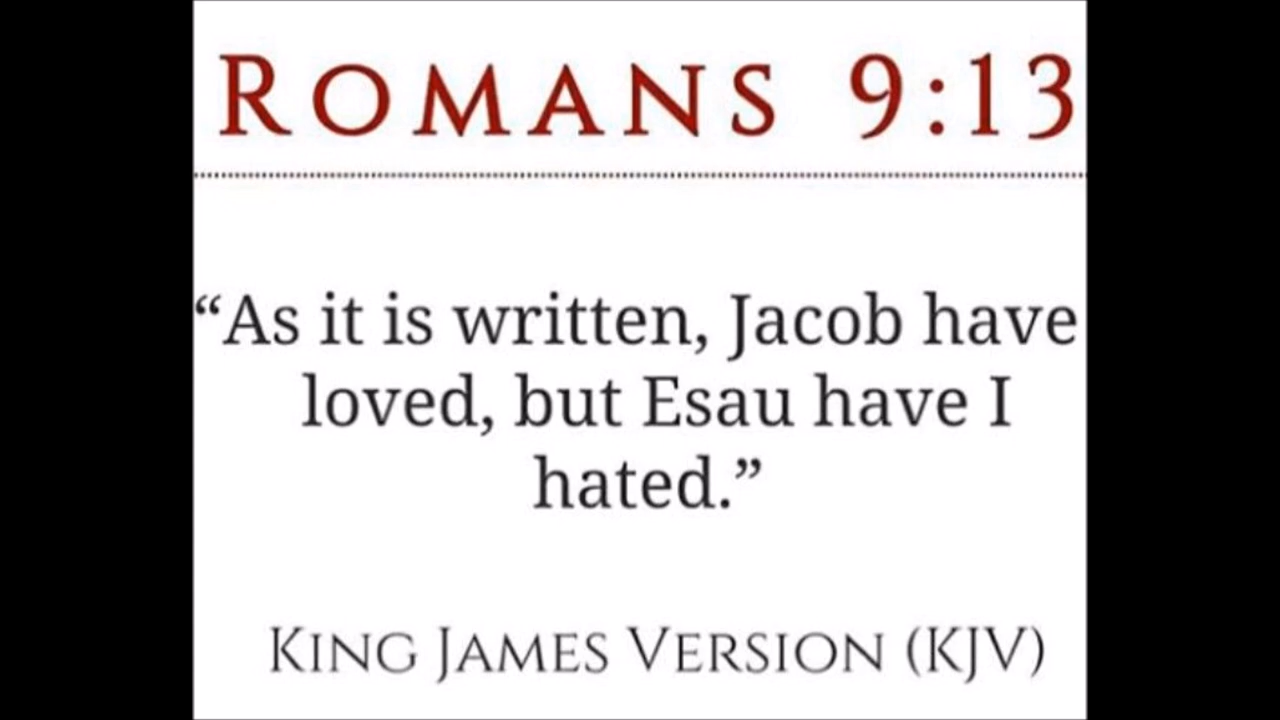 ROMANS 9:13
“As it is written, Jacob have
loved, but Esau have I
hated.”
KING JAMES VERSION (KJV)